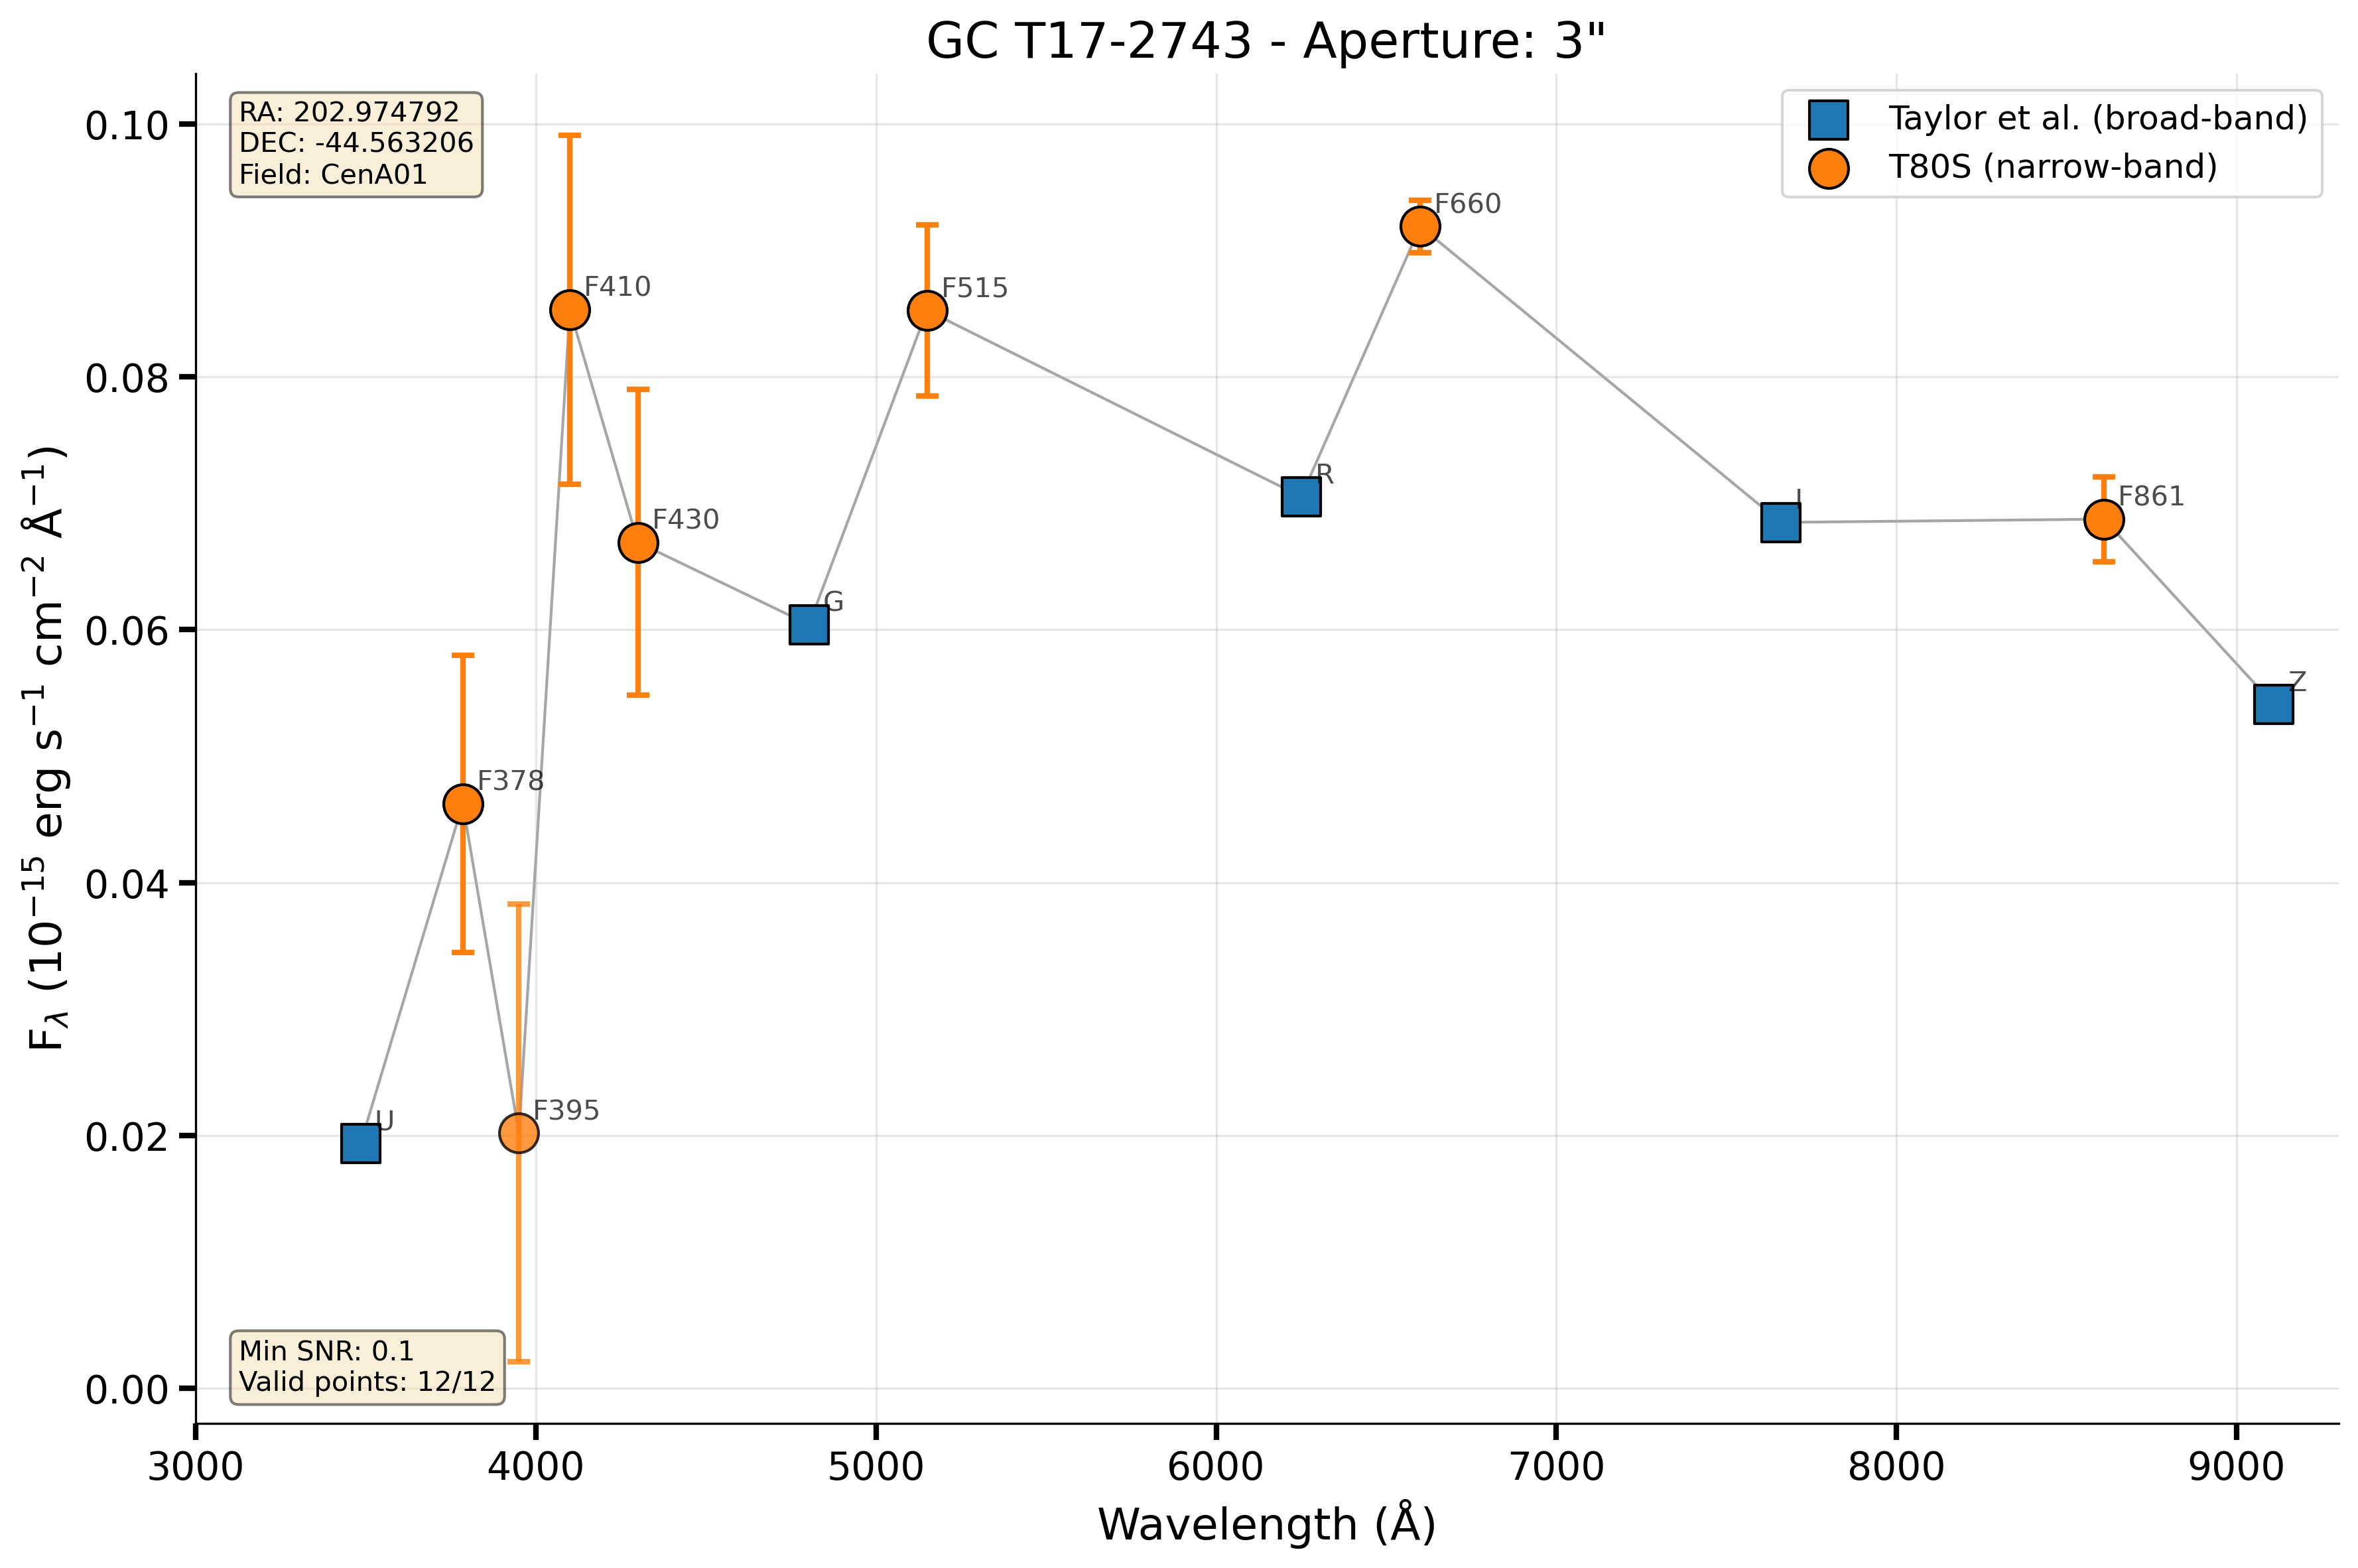 GC T17-2743 - Aperture: 3"
RA: 202.974792
DEC: -44.563206
Field: CenA01
Taylor et al. (broad-band)
T80S (narrow-band)
F660
F410
F515
R
I
F861
F430
G
Z
F378
U
F395
Min SNR: 0.1
Valid points: 12/12
0.10
0.08
0.06
0.04
0.02
0.00
F$_{λ}$ (10$^{−15}$ erg s$^{−1}$ cm$^{−2}$ Å$^{−1}$)
3000 4000 5000 6000 7000 8000 9000
Wavelength (Å)